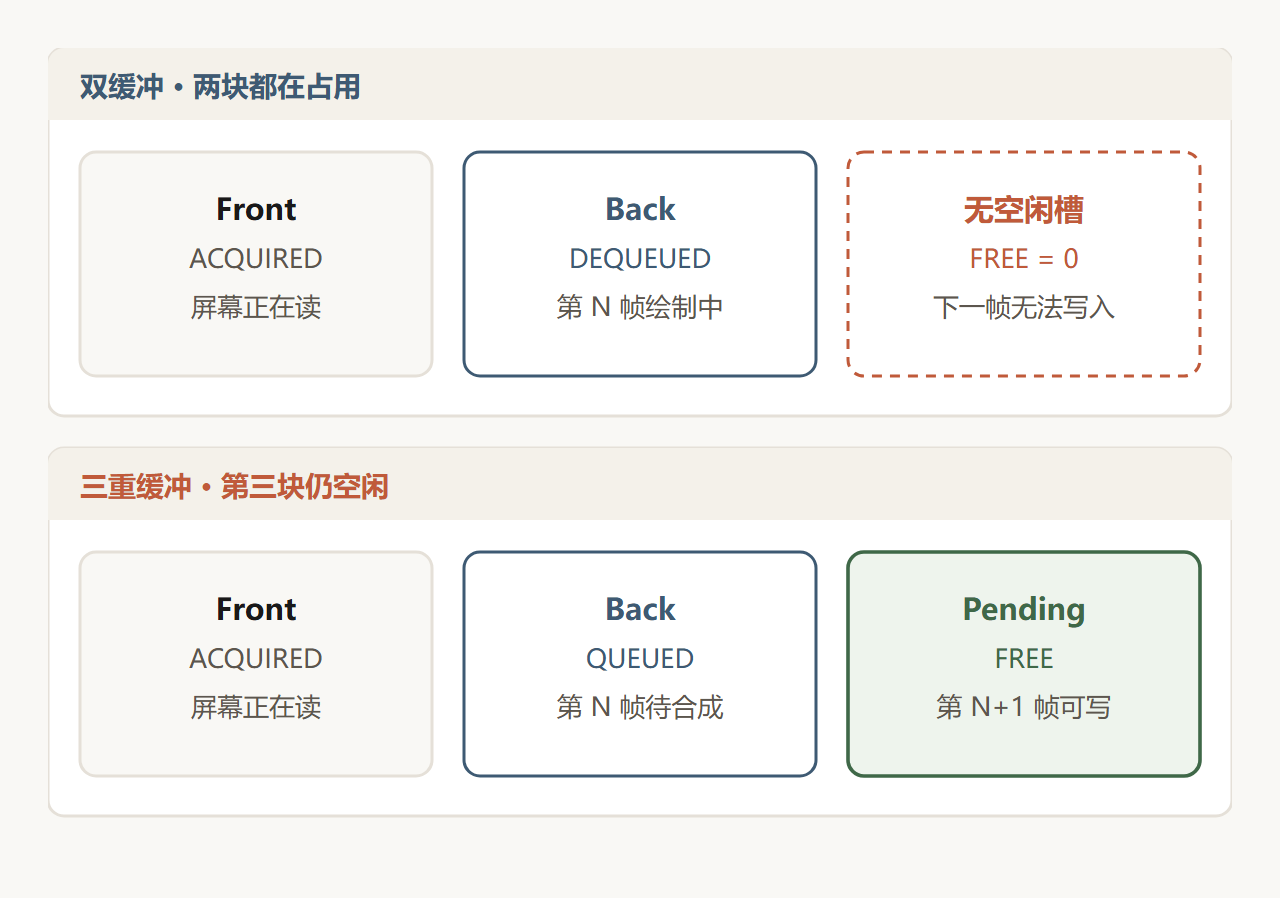 双缓冲 · 两块都在占用
Front
ACQUIRED
屏幕正在读
Back
DEQUEUED
第 N 帧绘制中
无空闲槽
FREE = 0
下一帧无法写入
三重缓冲 · 第三块仍空闲
Front
ACQUIRED
屏幕正在读
Back
QUEUED
第 N 帧待合成
Pending
FREE
第 N+1 帧可写